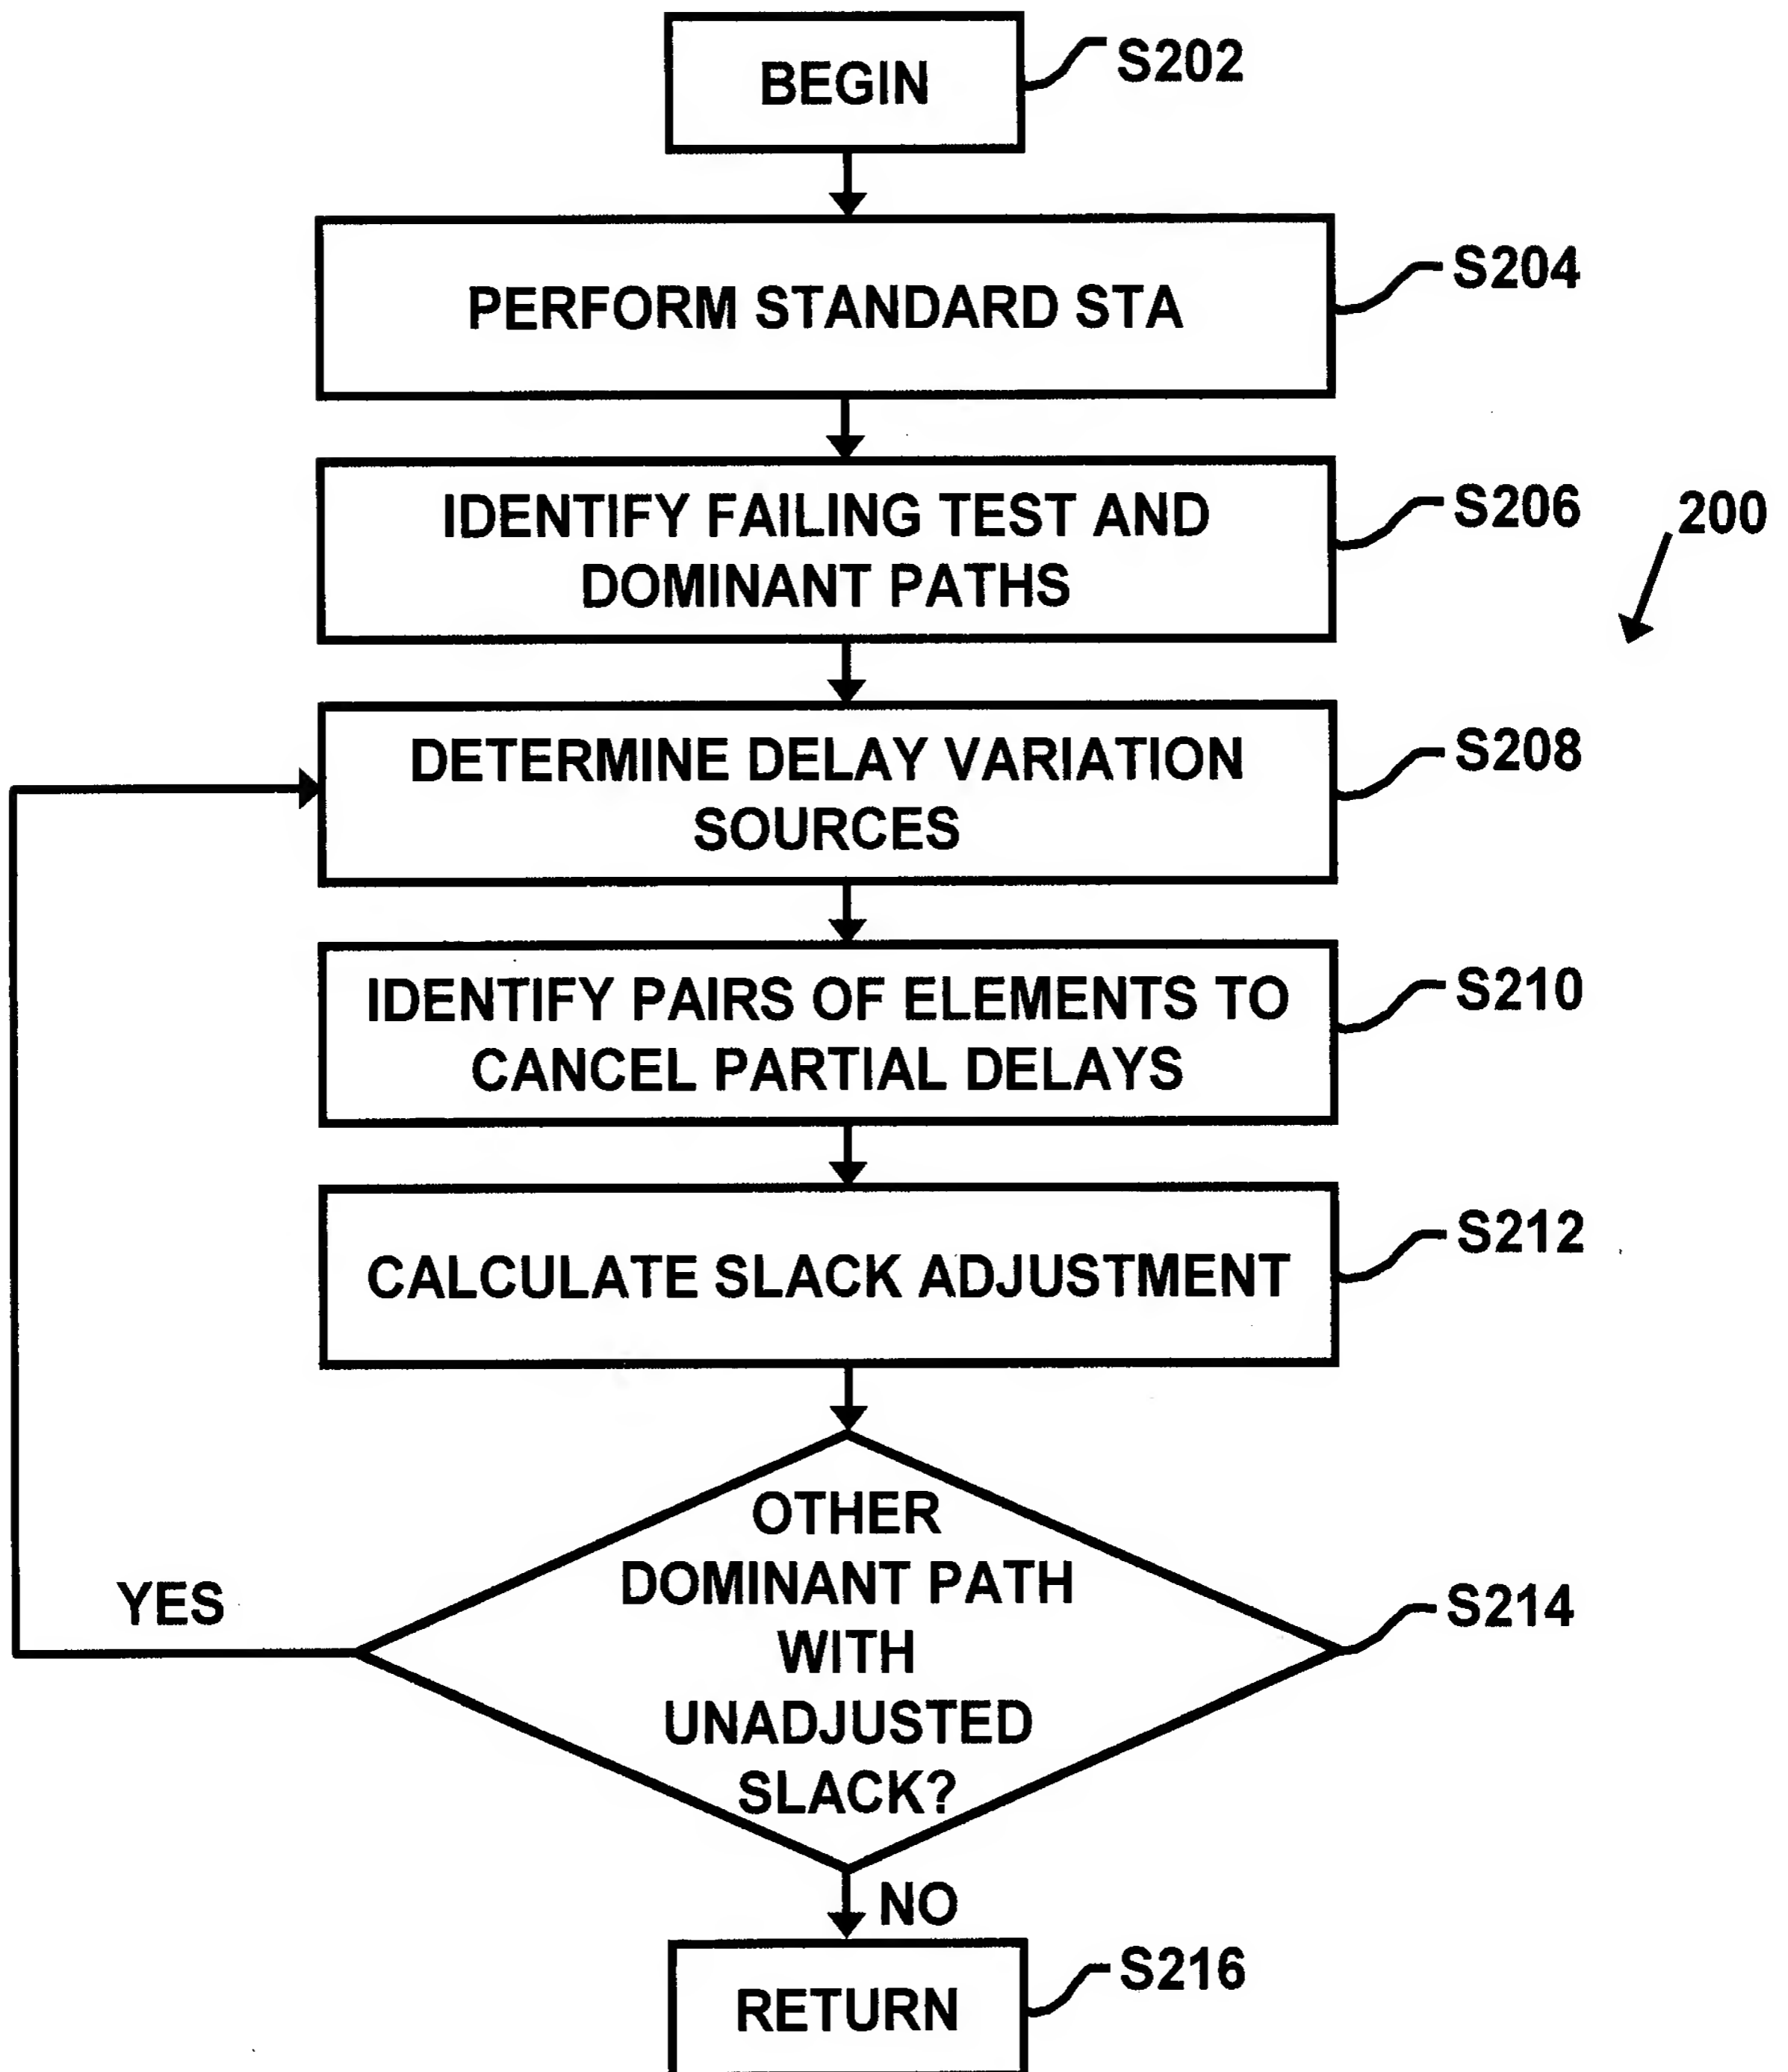 BEGIN
S202
PERFORM STANDARD STA
S204
IDENTIFY FAILING TEST AND
DOMINANT PATHS
S206
200
DETERMINE DELAY VARIATION
SOURCES
S208
IDENTIFY PAIRS OF ELEMENTS TO
CANCEL PARTIAL DELAYS
S210
CALCULATE SLACK ADJUSTMENT
S212
OTHER
DOMINANT PATH
WITH
UNADJUSTED
SLACK?
S214
YES
NO
RETURN
S216